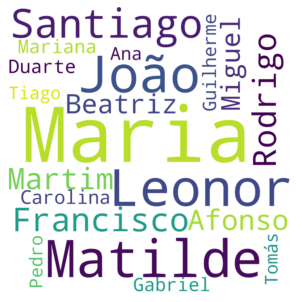 Santiago
Mariana
Ana
Duarte
João
Guilherme
Miguel
Rodrigo
Tiago
Beatriz
Maria
Martim
Leonor
Carolina
Francisco
Afonso
Matilde
Pedro
Gabriel
Tomás